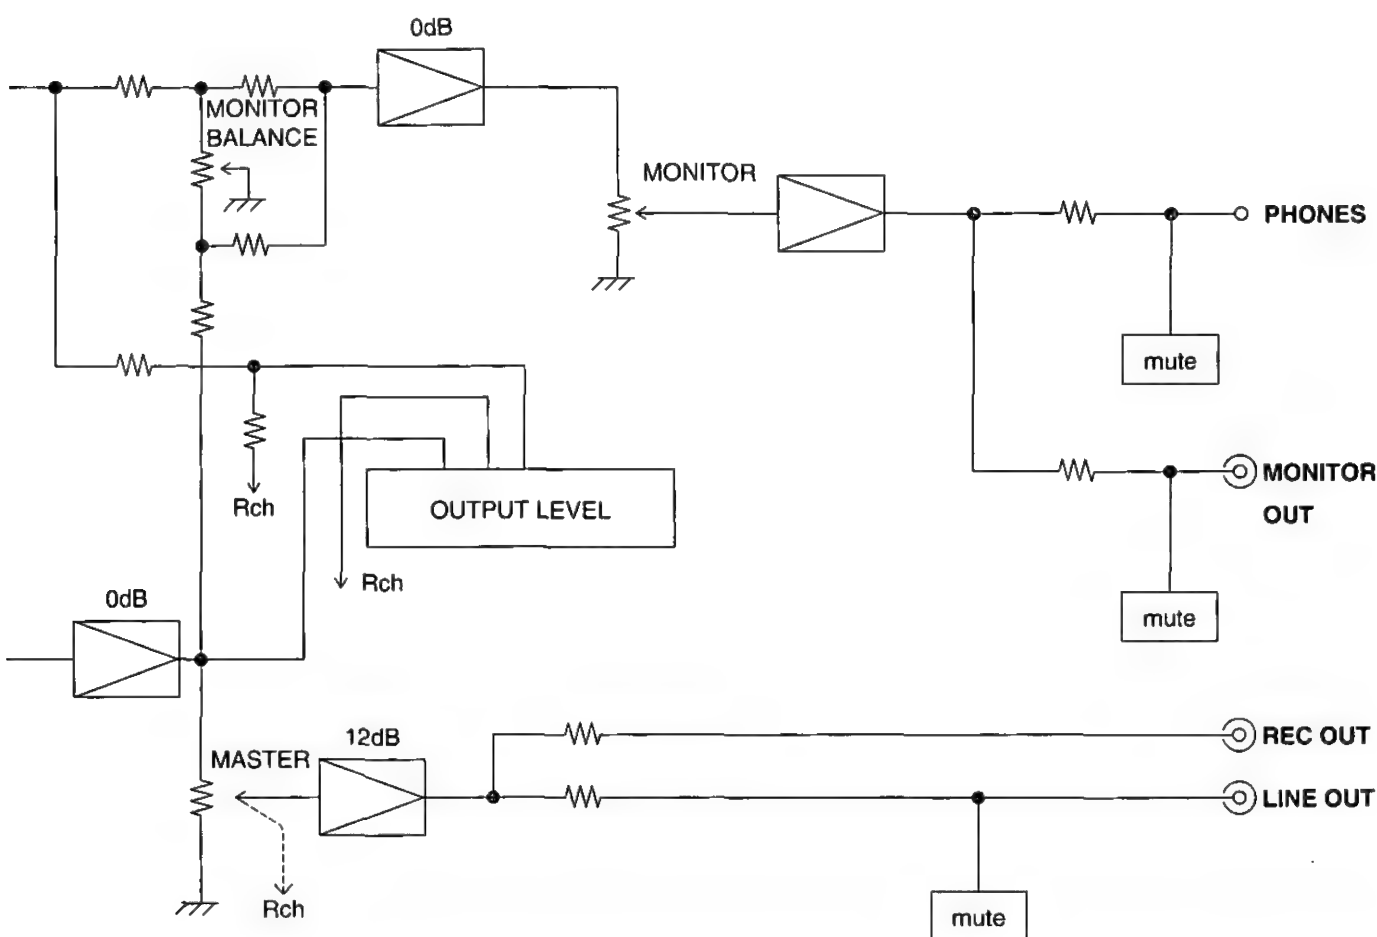 0dB
MONITOR
BALANCE
MONITOR
PHONES
mute
MONITOR
OUT
Rch
OUTPUT LEVEL
Rch
0dB
mute
12dB
MASTER
REC OUT
LINE OUT
Rch
mute